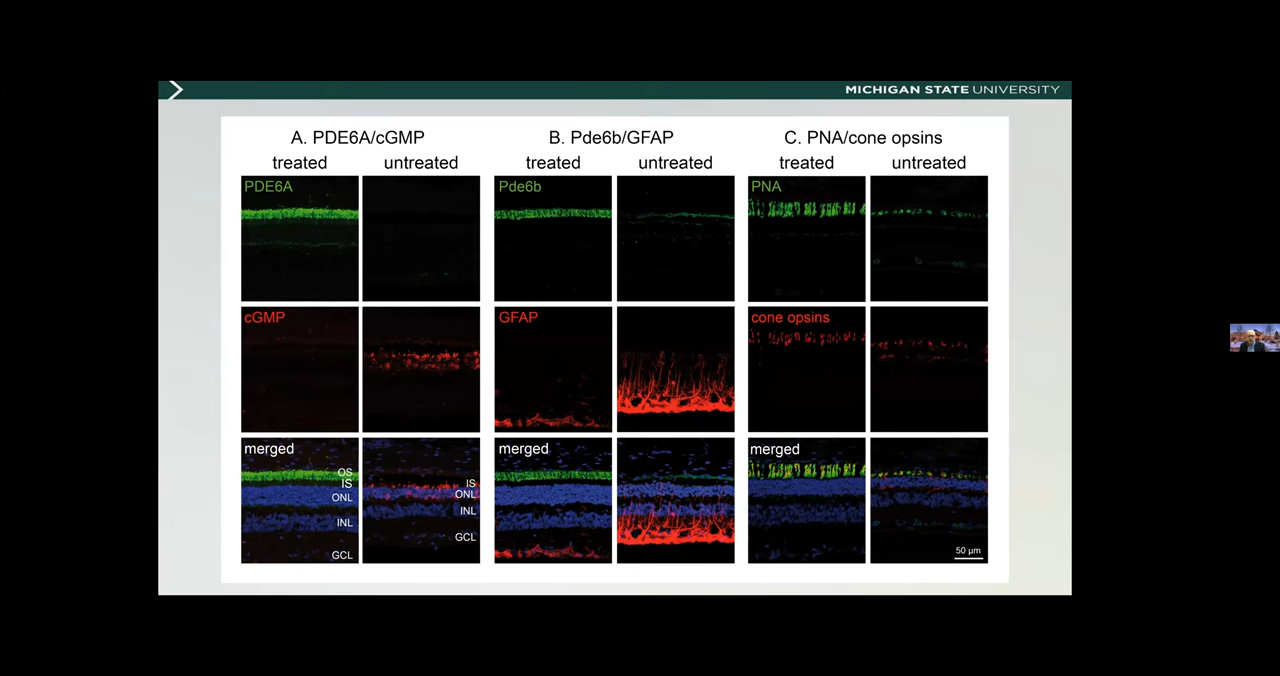 MICHIGAN STATE UNIVERSITY
A. PDE6A/cGMP
treated untreated
B. Pde6b/GFAP
treated untreated
C. PNA/cone opsins
treated untreated
PDE6A
Pde6b
PNA
cGMP
GFAP
cone opsins
merged
OS
IS
ONL
INL
GCL
IS
ONL
INL
GCL
merged
merged
50 µm